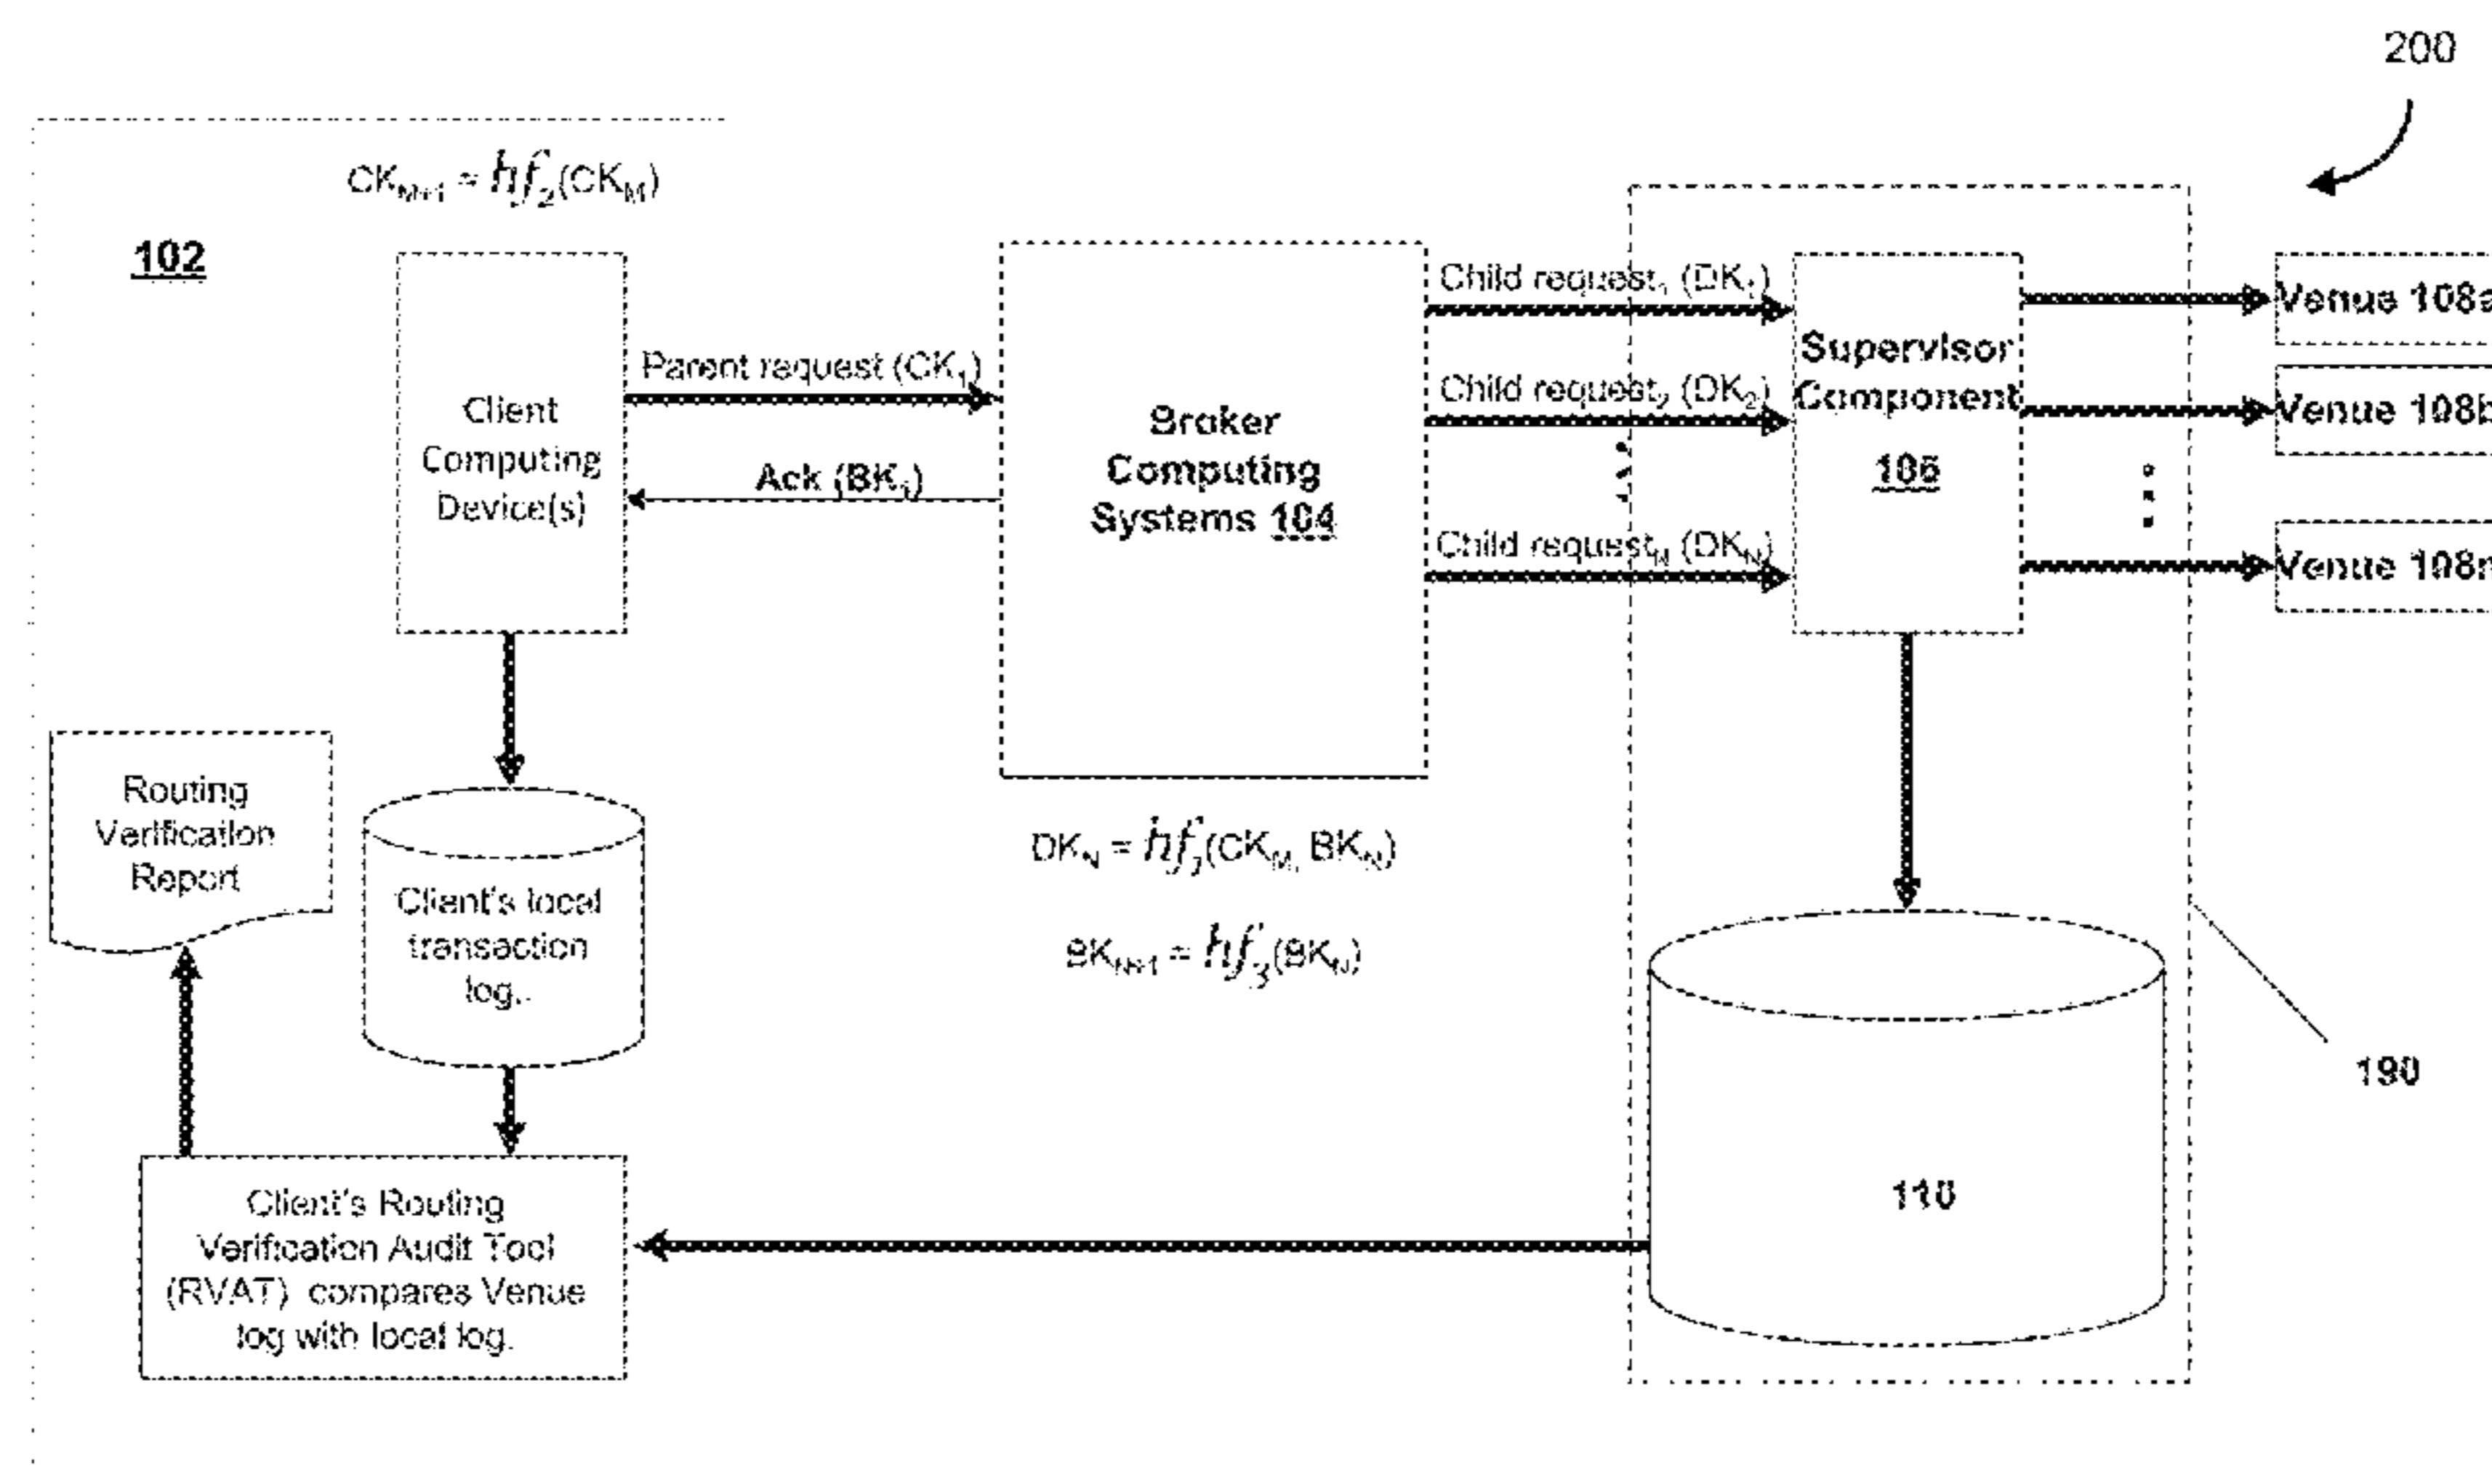 200
CK_{M+1} = hf_2(CK_M)
102
Client
Computing
Device(s)
Parent request (CK_1)
Ack (BK_1)
Broker
Computing
Systems 104
Child request_1 (DK_1)
Child request_2 (DK_2)
Child request_N (DK_N)
Supervisor
Component
106
Venue 108a
Venue 108b
Venue 108n
Routing
Verification
Report
Client's local
transaction
log.
DK_N = hf_1(CK_M, BK_N)
BK_{N+1} = hf_3(BK_N)
190
110
Client's Routing
Verification Audit Tool
(RVAT) compares Venue
log with local log.